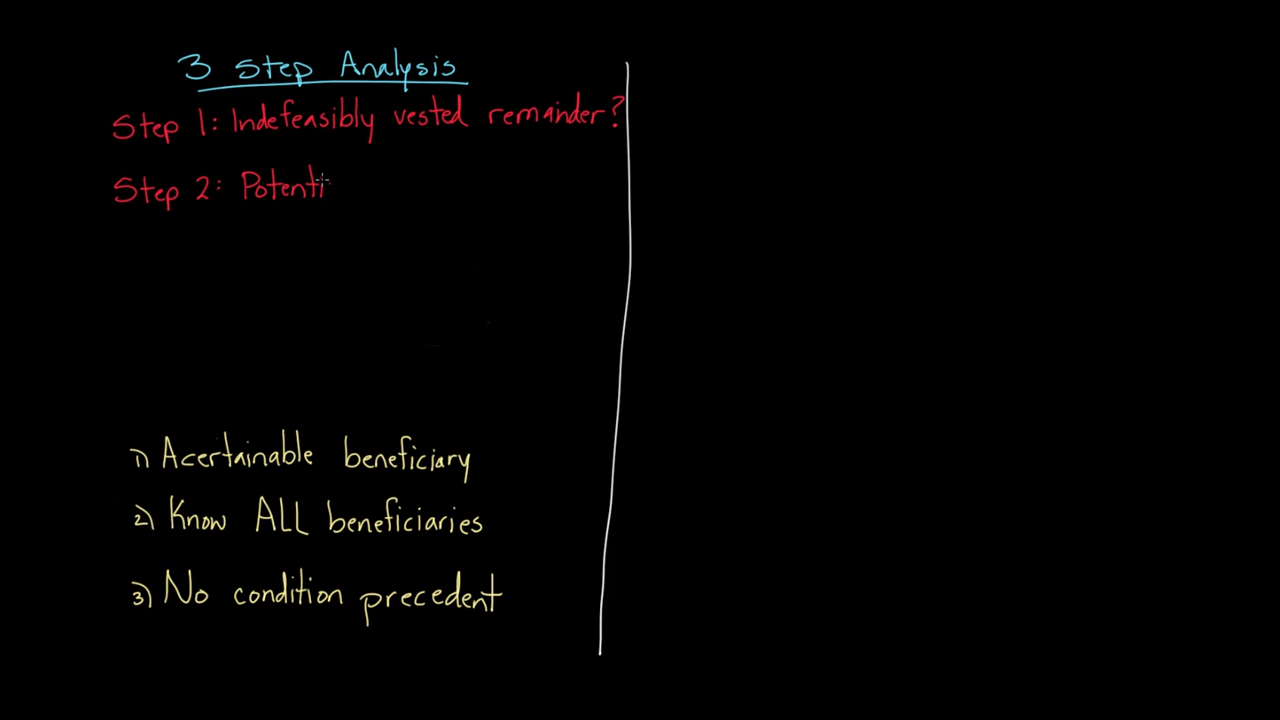 3 Step Analysis
Step 1: Indefeasibly vested remainder?
Step 2: Potenti
1) Acertainable beneficiary
2) Know ALL beneficiaries
3) No condition precedent